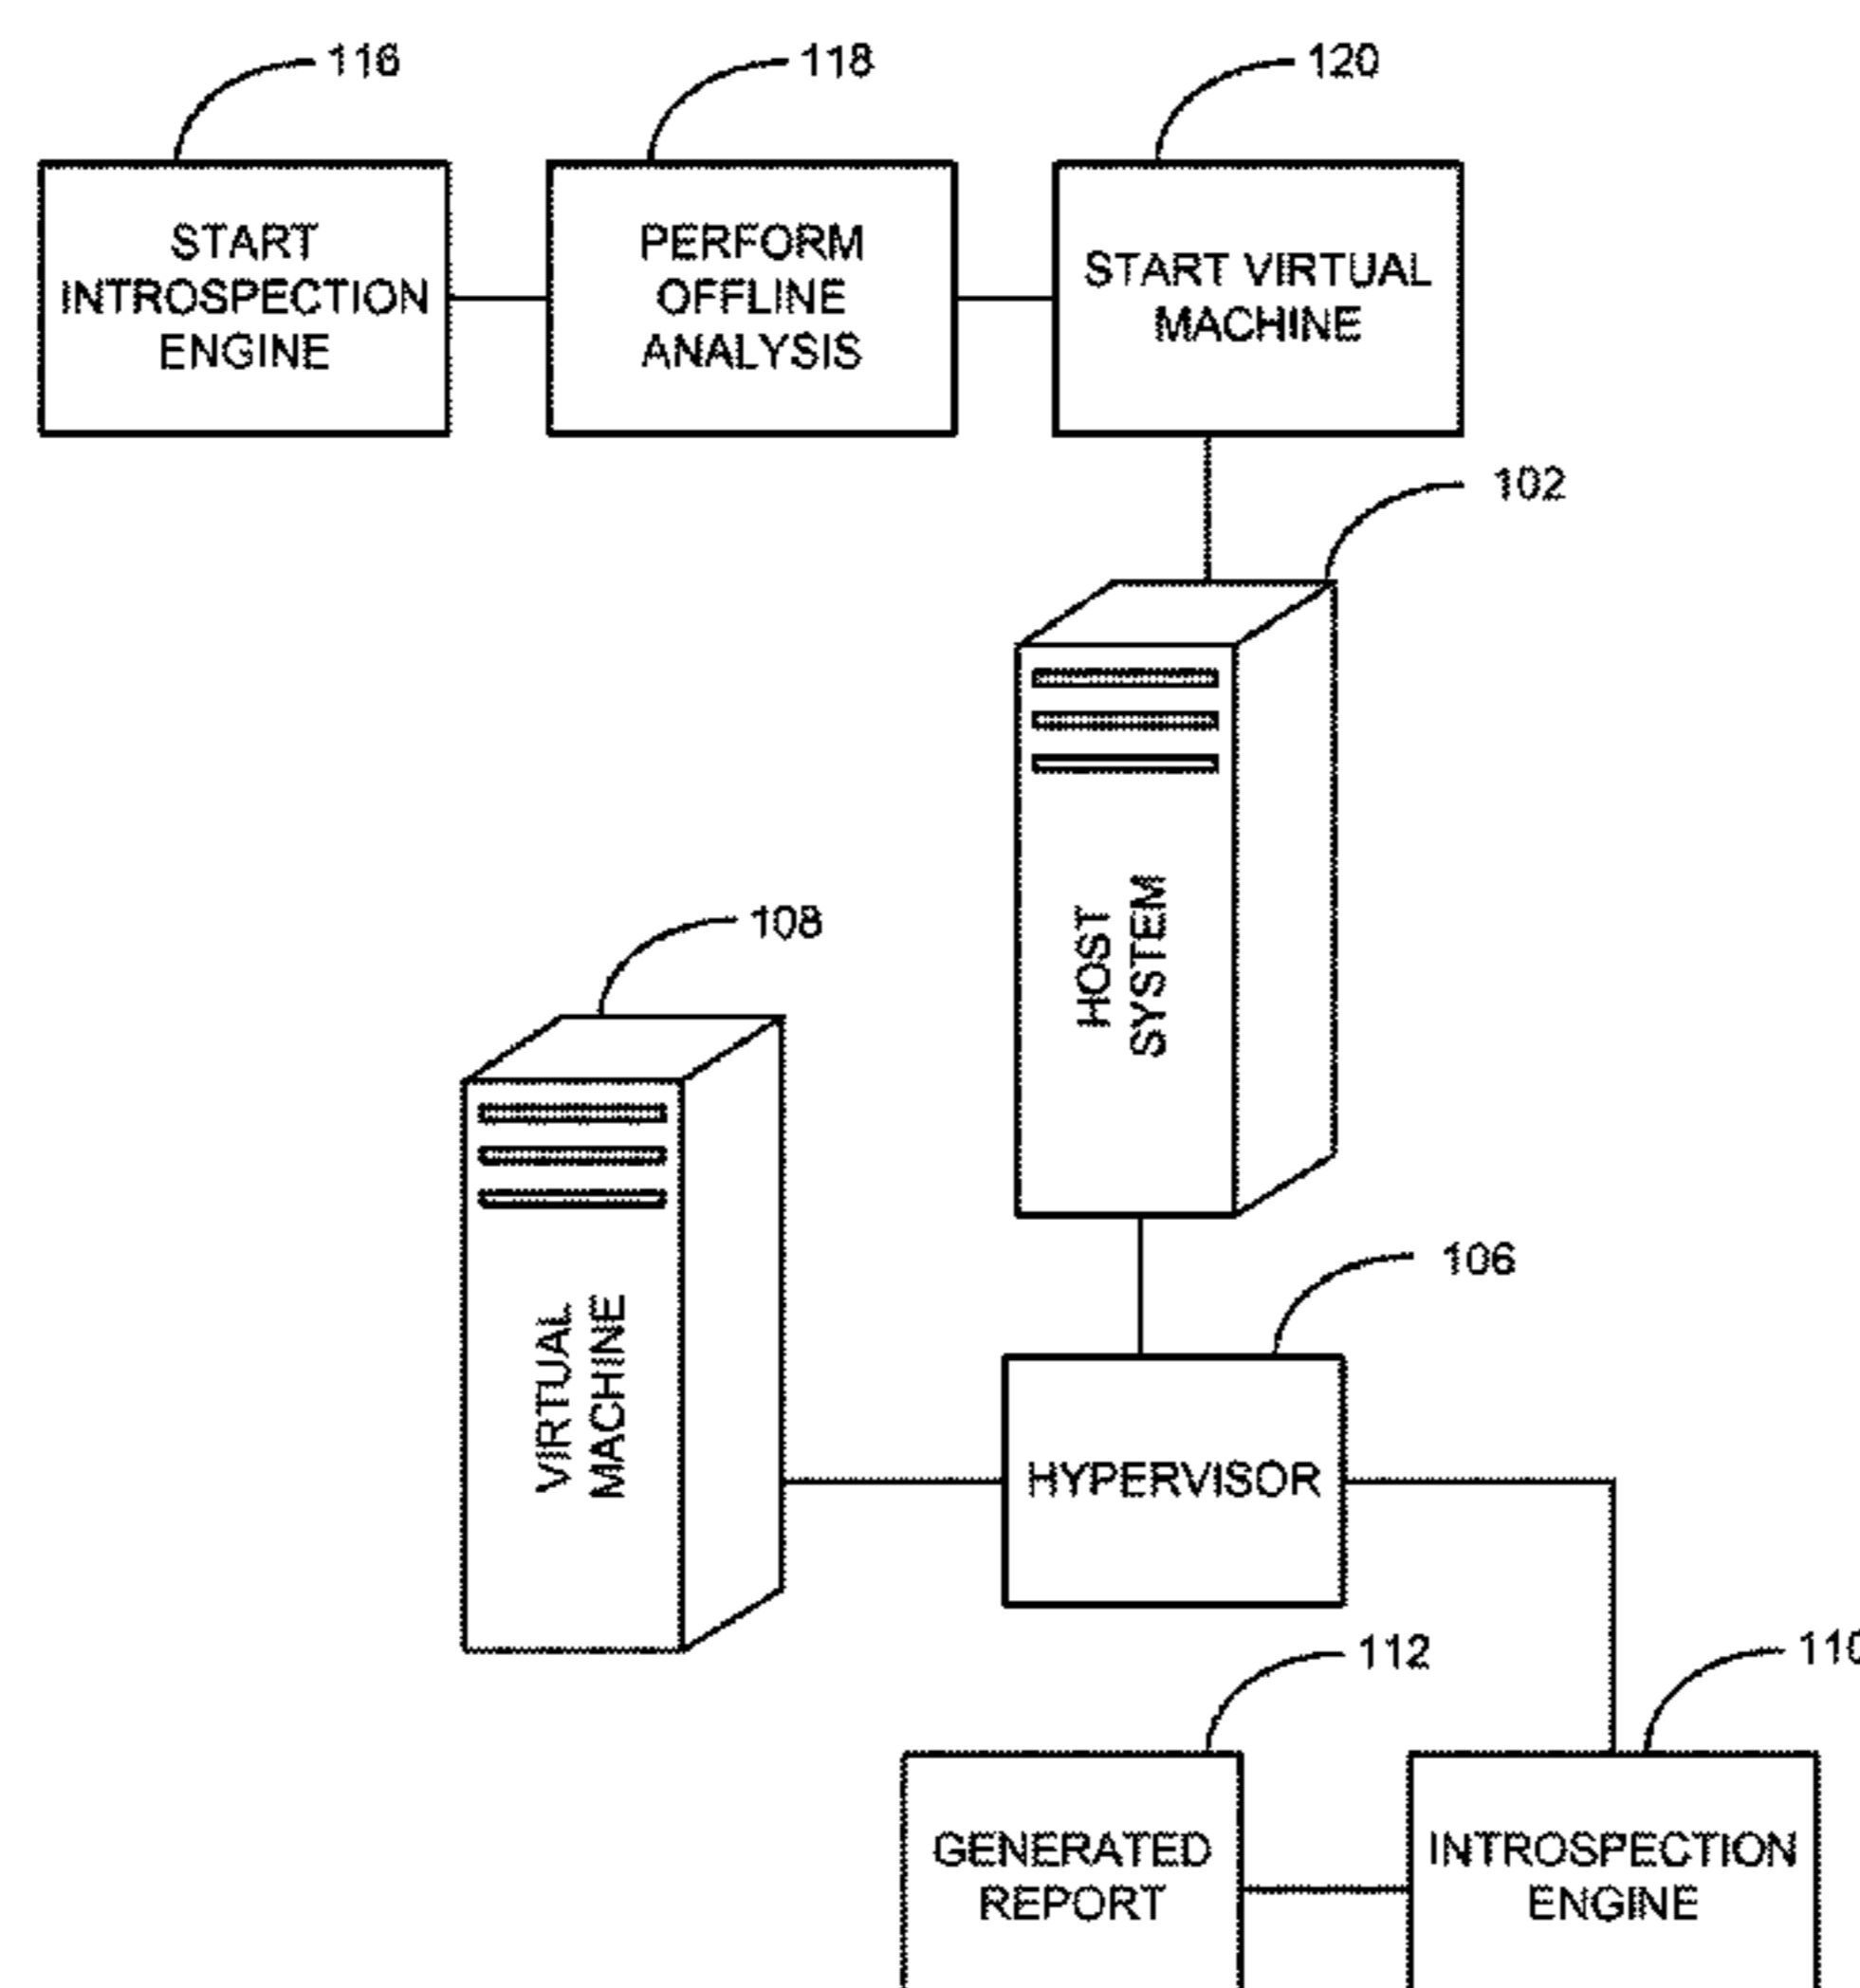 116
118
120
START
INTROSPECTION
ENGINE
PERFORM
OFFLINE
ANALYSIS
START VIRTUAL
MACHINE
102
HOST
SYSTEM
108
VIRTUAL
MACHINE
106
HYPERVISOR
112
110
GENERATED
REPORT
INTROSPECTION
ENGINE